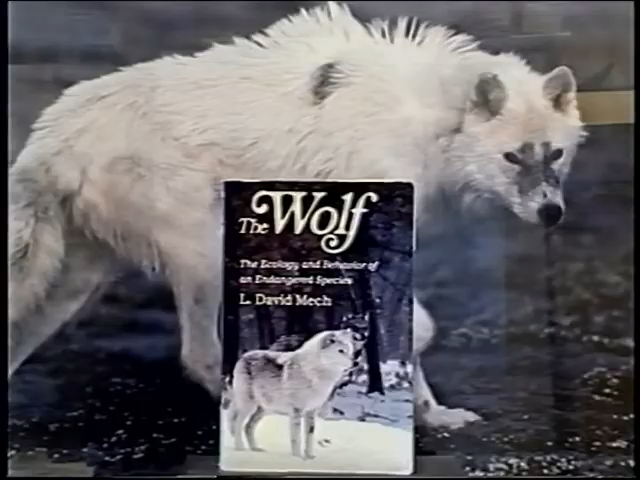 The Wolf
The Ecology and Behavior of
an Endangered Species
L. David Mech